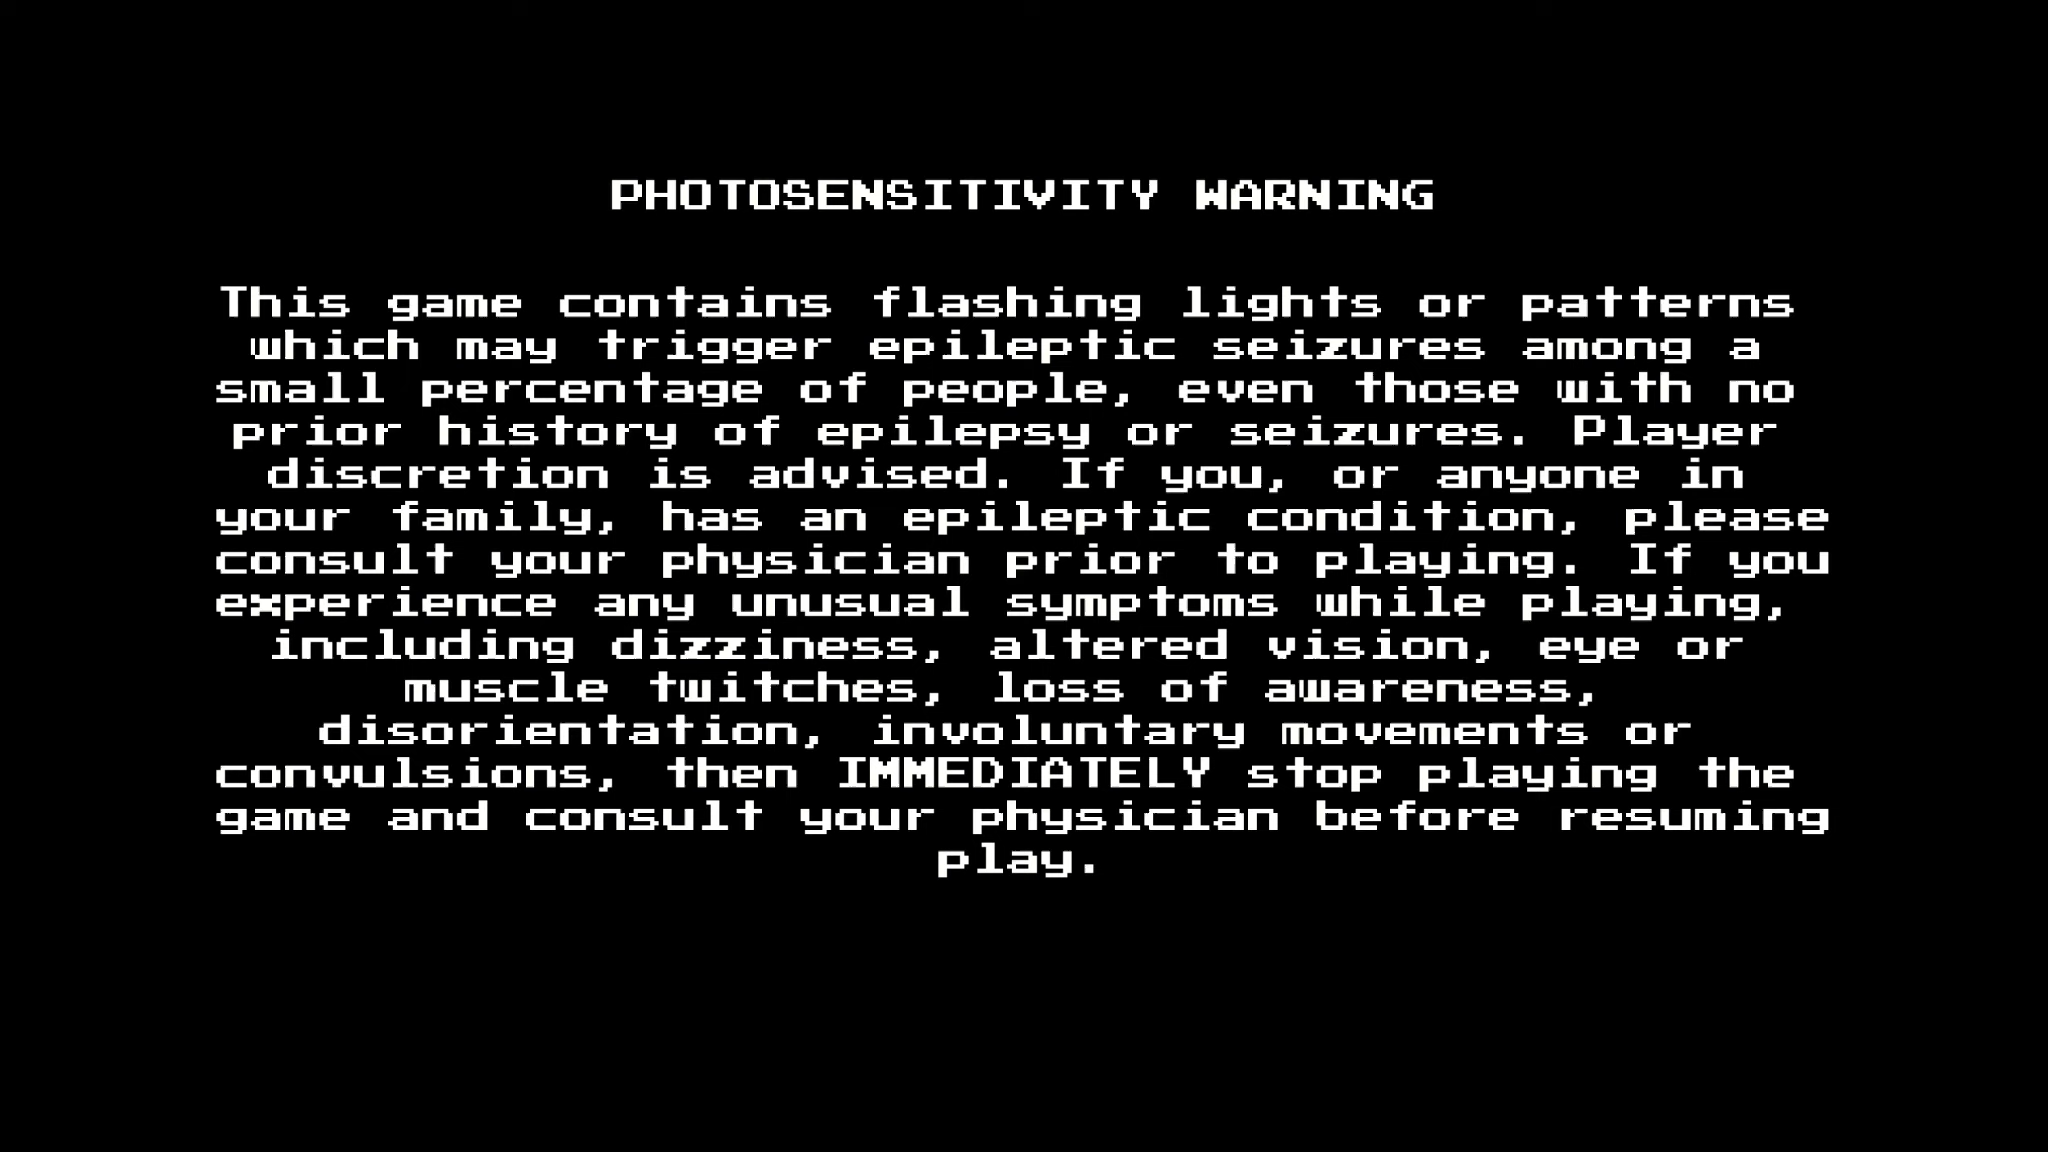 PHOTOSENSITIVITY WARNING
This game contains flashing lights or patterns
which may trigger epileptic seizures among a
small percentage of people, even those with no
prior history of epilepsy or seizures. Player
discretion is advised. If you, or anyone in
your family, has an epileptic condition, please
consult your physician prior to playing. If you
experience any unusual symptoms while playing,
including dizziness, altered vision, eye or
muscle twitches, loss of awareness,
disorientation, involuntary movements or
convulsions, then IMMEDIATELY stop playing the
game and consult your physician before resuming
play.